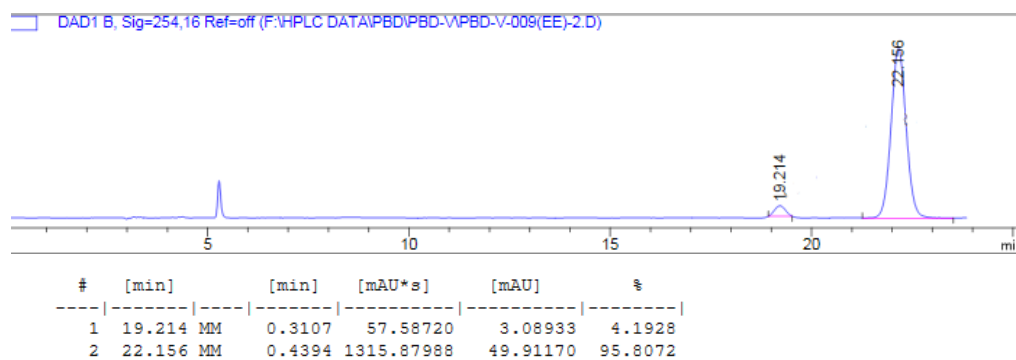 DAD1 B, Sig=254,16 Ref=off (F:\HPLC DATA\PBD\PBD-V\PBD-V-009(EE)-2.D)
22.156
19.214
5 10 15 20 mi
# [min] [min] [mAU*s] [mAU] %
----|-------|----|-------|----------|----------|--------|
1 19.214 MM 0.3107 57.58720 3.08933 4.1928
2 22.156 MM 0.4394 1315.87988 49.91170 95.8072